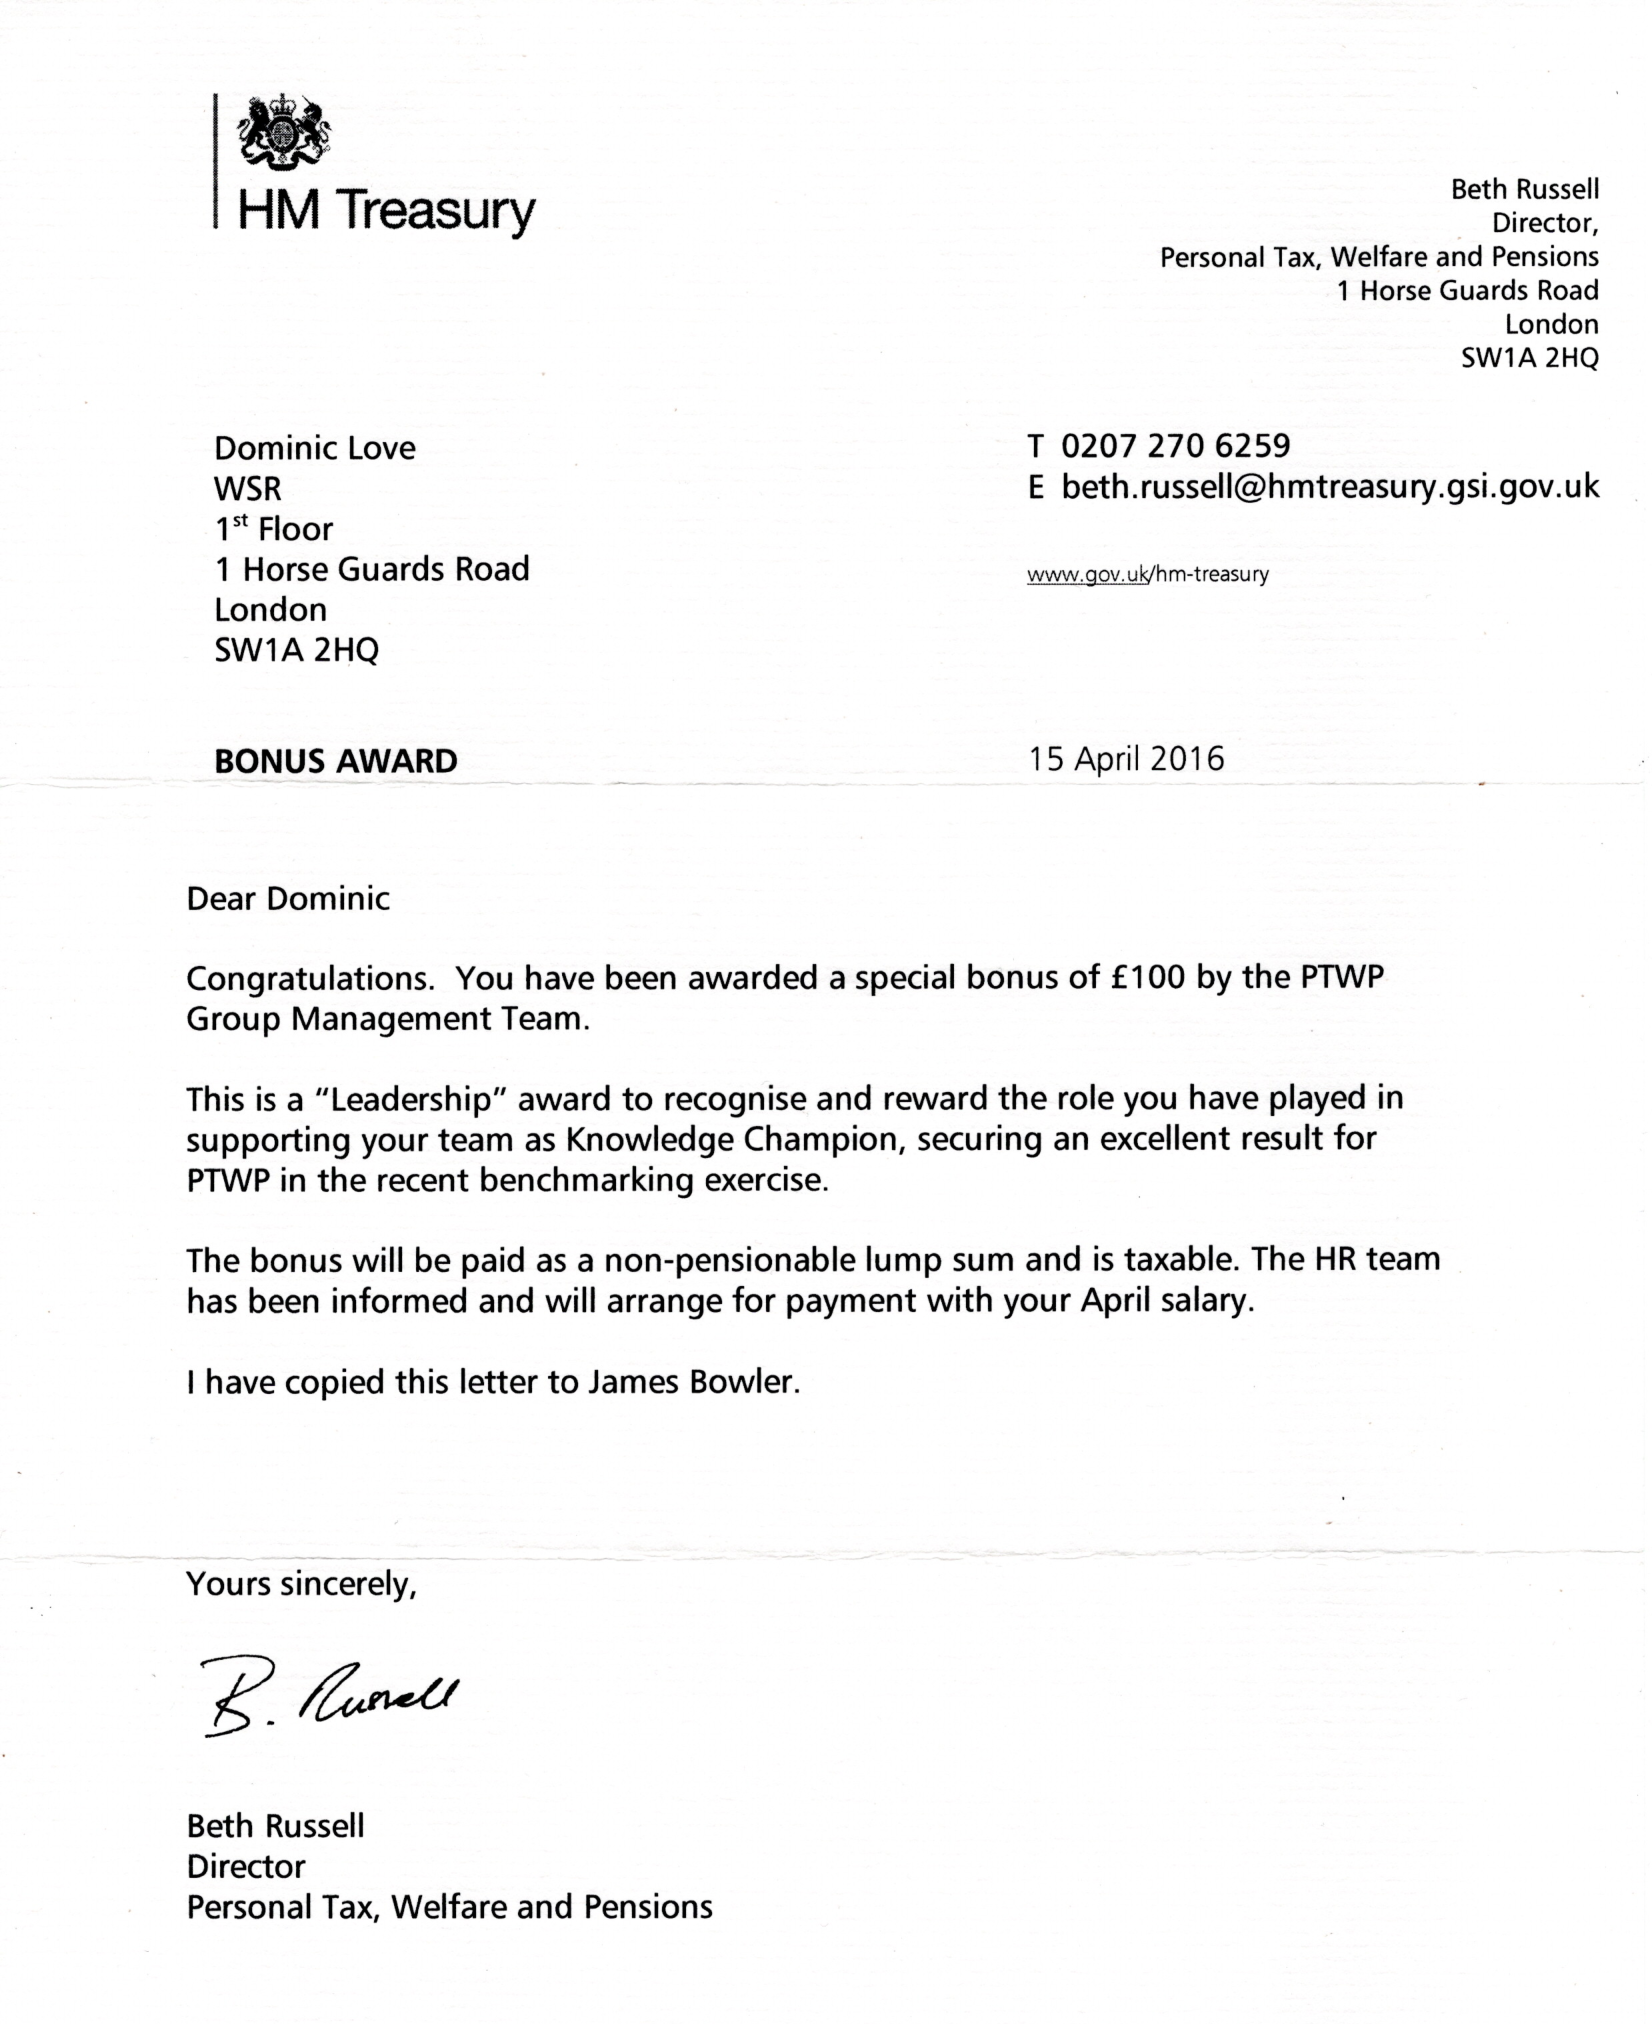 HM Treasury
Beth Russell
Director,
Personal Tax, Welfare and Pensions
1 Horse Guards Road
London
SW1A 2HQ
Dominic Love
WSR
1st Floor
1 Horse Guards Road
London
SW1A 2HQ
T 0207 270 6259
E beth.russell@hmtreasury.gsi.gov.uk
www.gov.uk/hm-treasury
BONUS AWARD
15 April 2016
Dear Dominic
Congratulations. You have been awarded a special bonus of £100 by the PTWP
Group Management Team.
This is a “Leadership” award to recognise and reward the role you have played in
supporting your team as Knowledge Champion, securing an excellent result for
PTWP in the recent benchmarking exercise.
The bonus will be paid as a non-pensionable lump sum and is taxable. The HR team
has been informed and will arrange for payment with your April salary.
I have copied this letter to James Bowler.
Yours sincerely,
B. Russell
Beth Russell
Director
Personal Tax, Welfare and Pensions